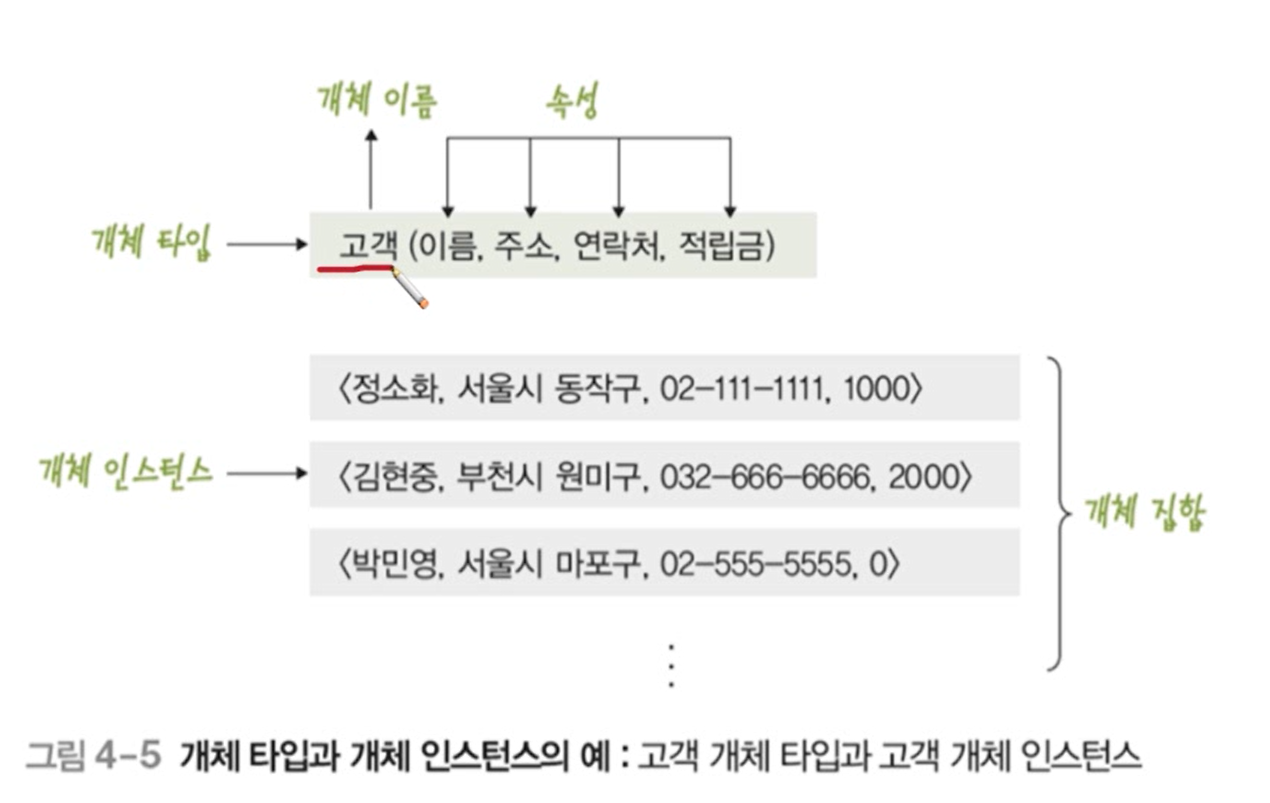 개체 이름 속성
개체 타입 고객 (이름, 주소, 연락처, 적립금)
〈정소화, 서울시 동작구, 02-111-1111, 1000〉
개체 인스턴스 〈김현중, 부천시 원미구, 032-666-6666, 2000〉
개체 집합
〈박민영, 서울시 마포구, 02-555-5555, 0〉
그림 4-5 개체 타입과 개체 인스턴스의 예 : 고객 개체 타입과 고객 개체 인스턴스